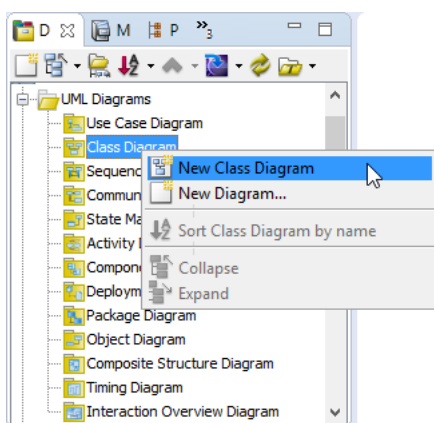 D M P »3
UML Diagrams
Use Case Diagram
Class Diagram
New Class Diagram
Sequenc
New Diagram...
Commun
State Ma
Sort Class Diagram by name
Activity
Compone
Collapse
Deploym
Expand
Package Diagram
Object Diagram
Composite Structure Diagram
Timing Diagram
Interaction Overview Diagram